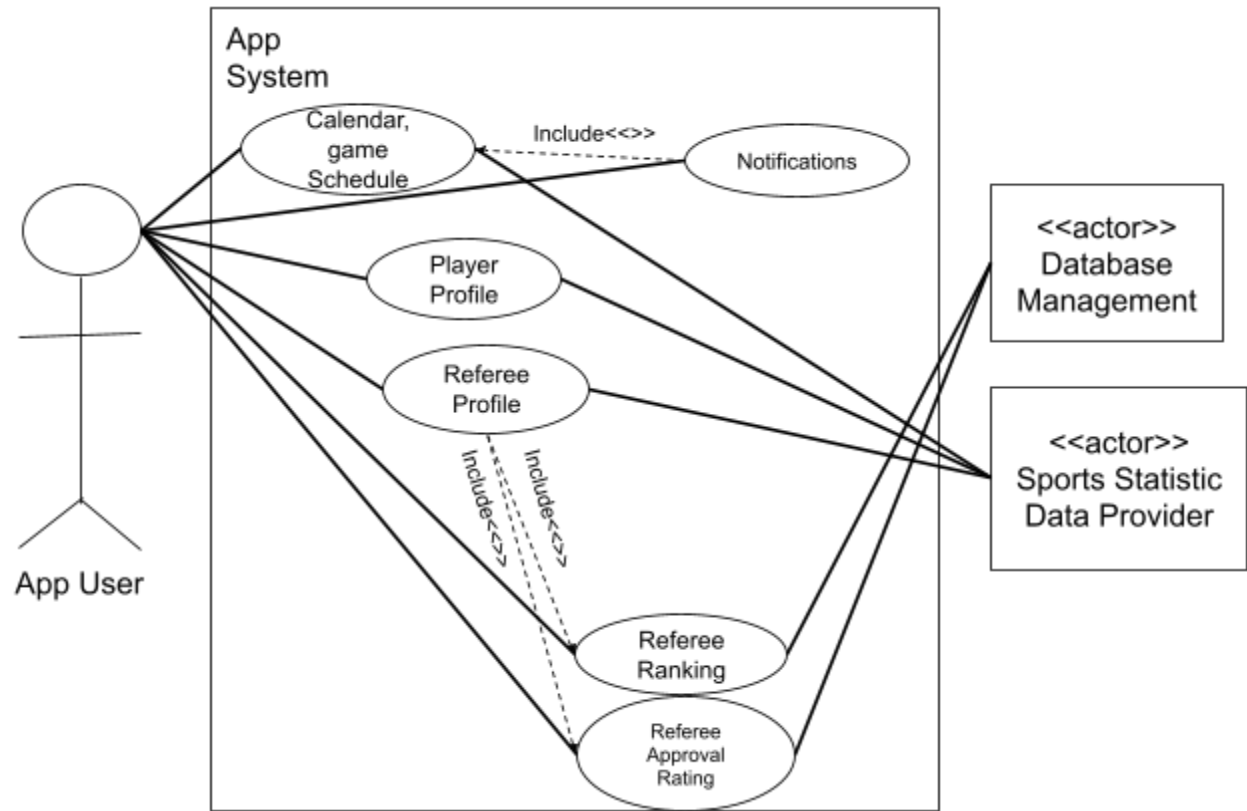 App
System
Calendar,
game
Schedule
Include<<>>
Notifications
<<actor>>
Database
Management
Player
Profile
Referee
Profile
<<actor>>
Sports Statistic
Data Provider
Include<<>>
Include<<>>
App User
Referee
Ranking
Referee
Approval
Rating